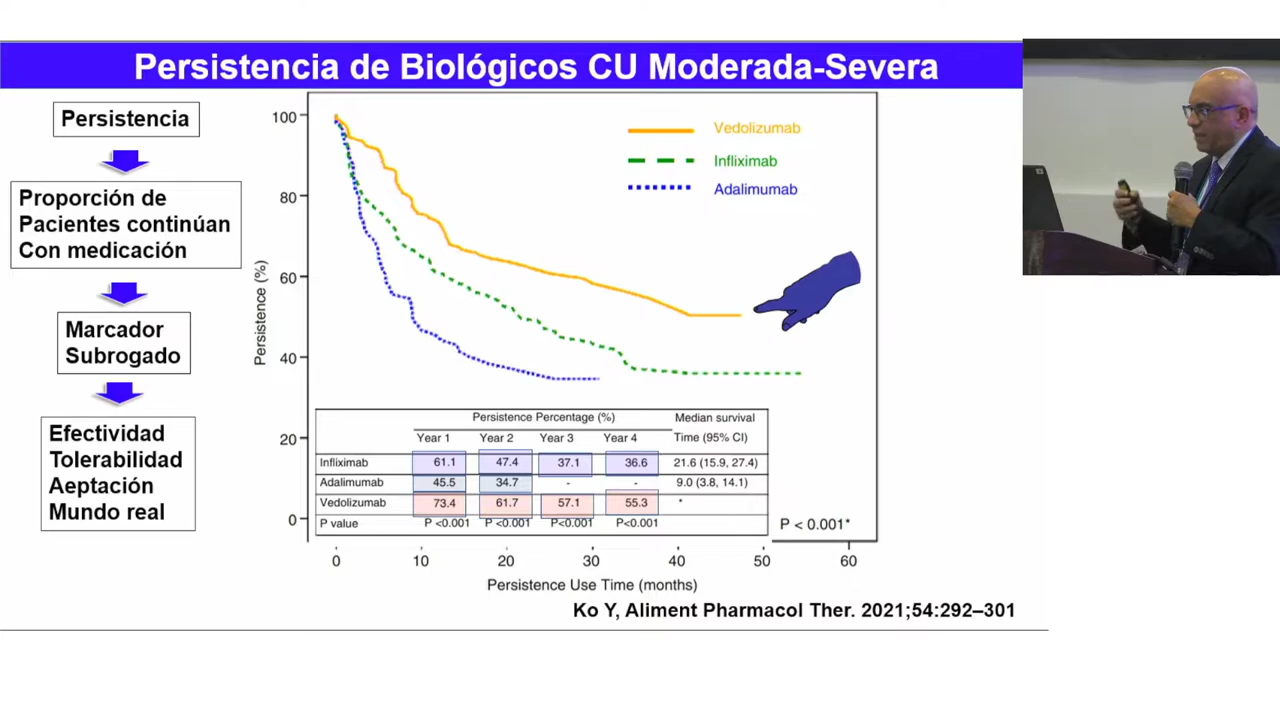 Persistencia de Biológicos CU Moderada-Severa
Persistencia
Proporción de
Pacientes continúan
Con medicación
Marcador
Subrogado
Efectividad
Tolerabilidad
Aeptación
Mundo real
Persistence (%)
100
80
60
40
20
0
Vedolizumab
Infliximab
Adalimumab
Persistence Percentage (%) Median survival
Year 1 Year 2 Year 3 Year 4 Time (95% CI)
Infliximab 61.1 47.4 37.1 36.6 21.6 (15.9, 27.4)
Adalimumab 45.5 34.7 - - 9.0 (3.8, 14.1)
Vedolizumab 73.4 61.7 57.1 55.3 *
P value P <0.001 P <0.001 P<0.001 P<0.001
P < 0.001*
0 10 20 30 40 50 60
Persistence Use Time (months)
Ko Y, Aliment Pharmacol Ther. 2021;54:292–301